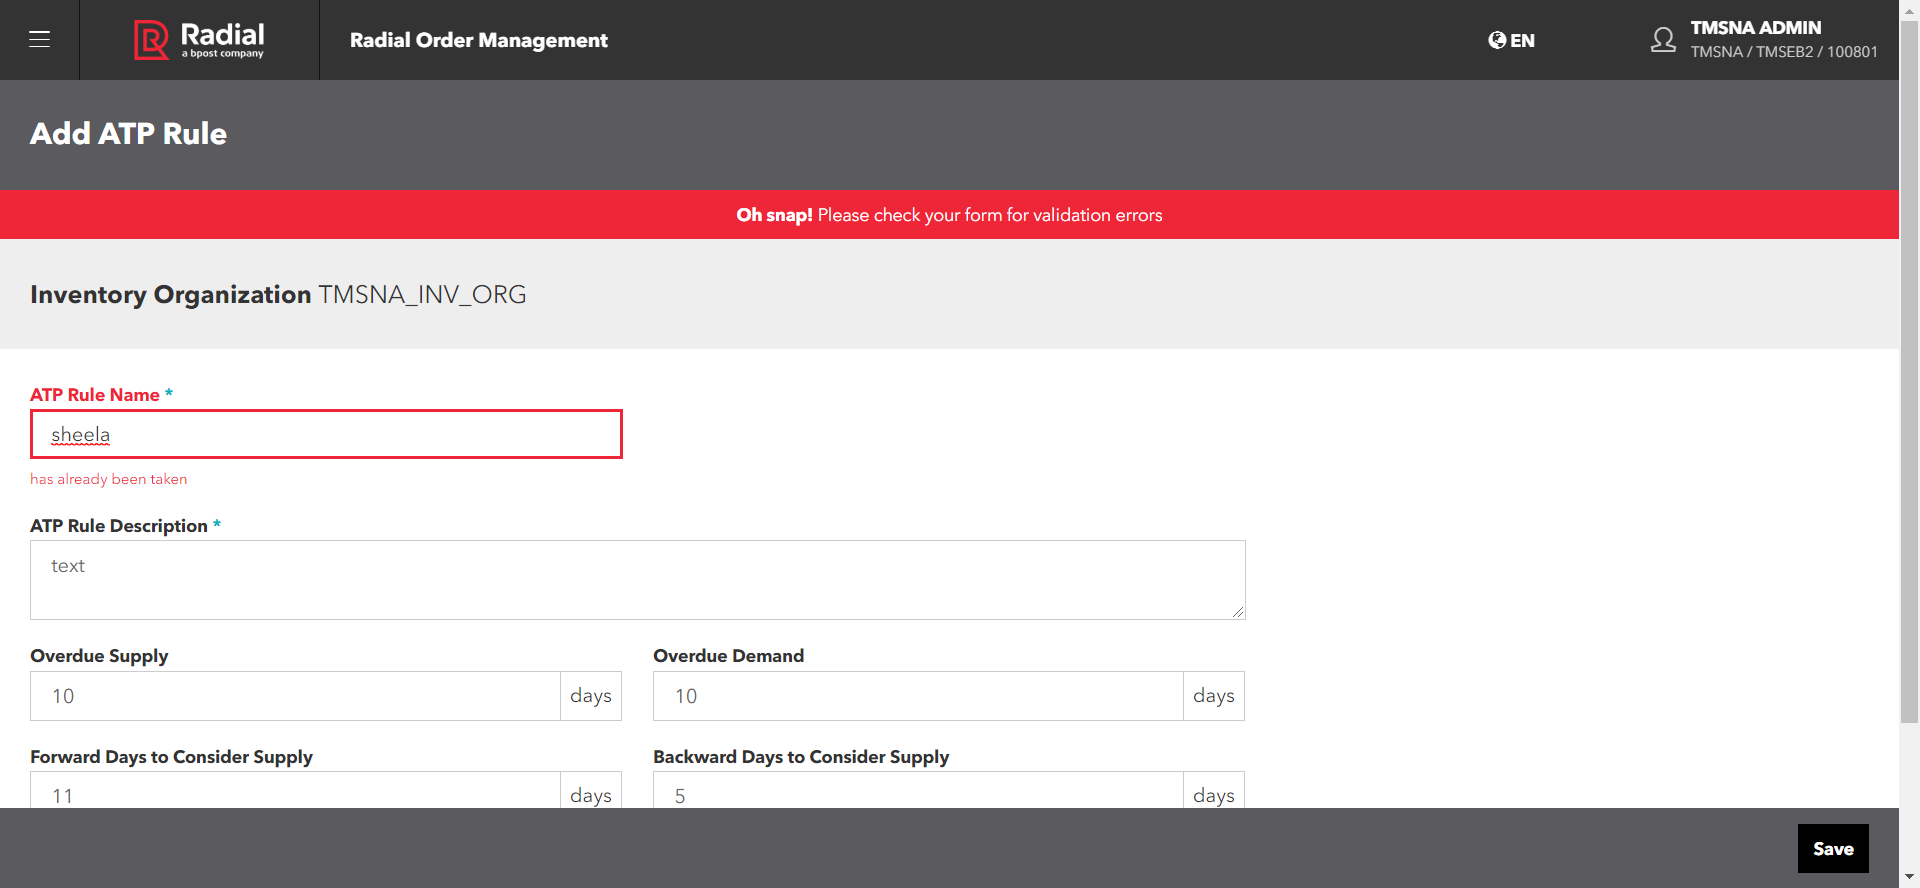 Radial
a bpost company
Radial Order Management
EN
TMSNA ADMIN
TMSNA / TMSEB2 / 100801
Add ATP Rule
Oh snap! Please check your form for validation errors
Inventory Organization TMSNA_INV_ORG
ATP Rule Name *
sheela
has already been taken
ATP Rule Description *
text
Overdue Supply
10 days
Overdue Demand
10 days
Forward Days to Consider Supply
11 days
Backward Days to Consider Supply
5 days
Save